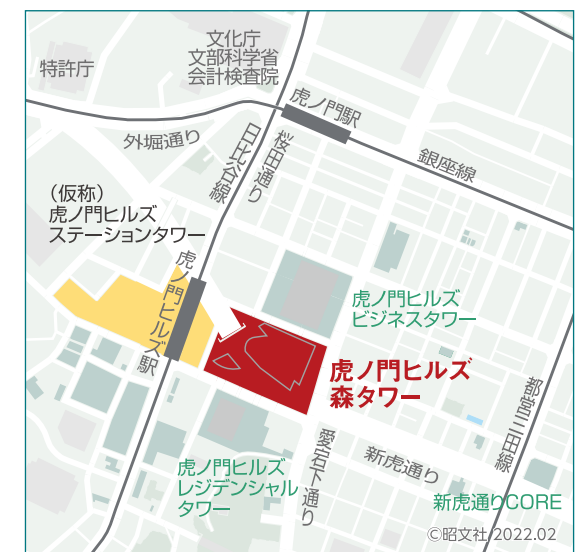 文化庁
文部科学省
会計検査院
特許庁
虎ノ門駅
外堀通り
日比谷線
桜田通り
銀座線
（仮称）
虎ノ門ヒルズ
ステーションタワー
虎ノ門ヒルズ駅
虎ノ門ヒルズ
ビジネスタワー
虎ノ門ヒルズ
森タワー
都営三田線
愛宕下通り
新虎通り
虎ノ門ヒルズ
レジデンシャル
タワー
新虎通りCORE
©昭文社 2022.02